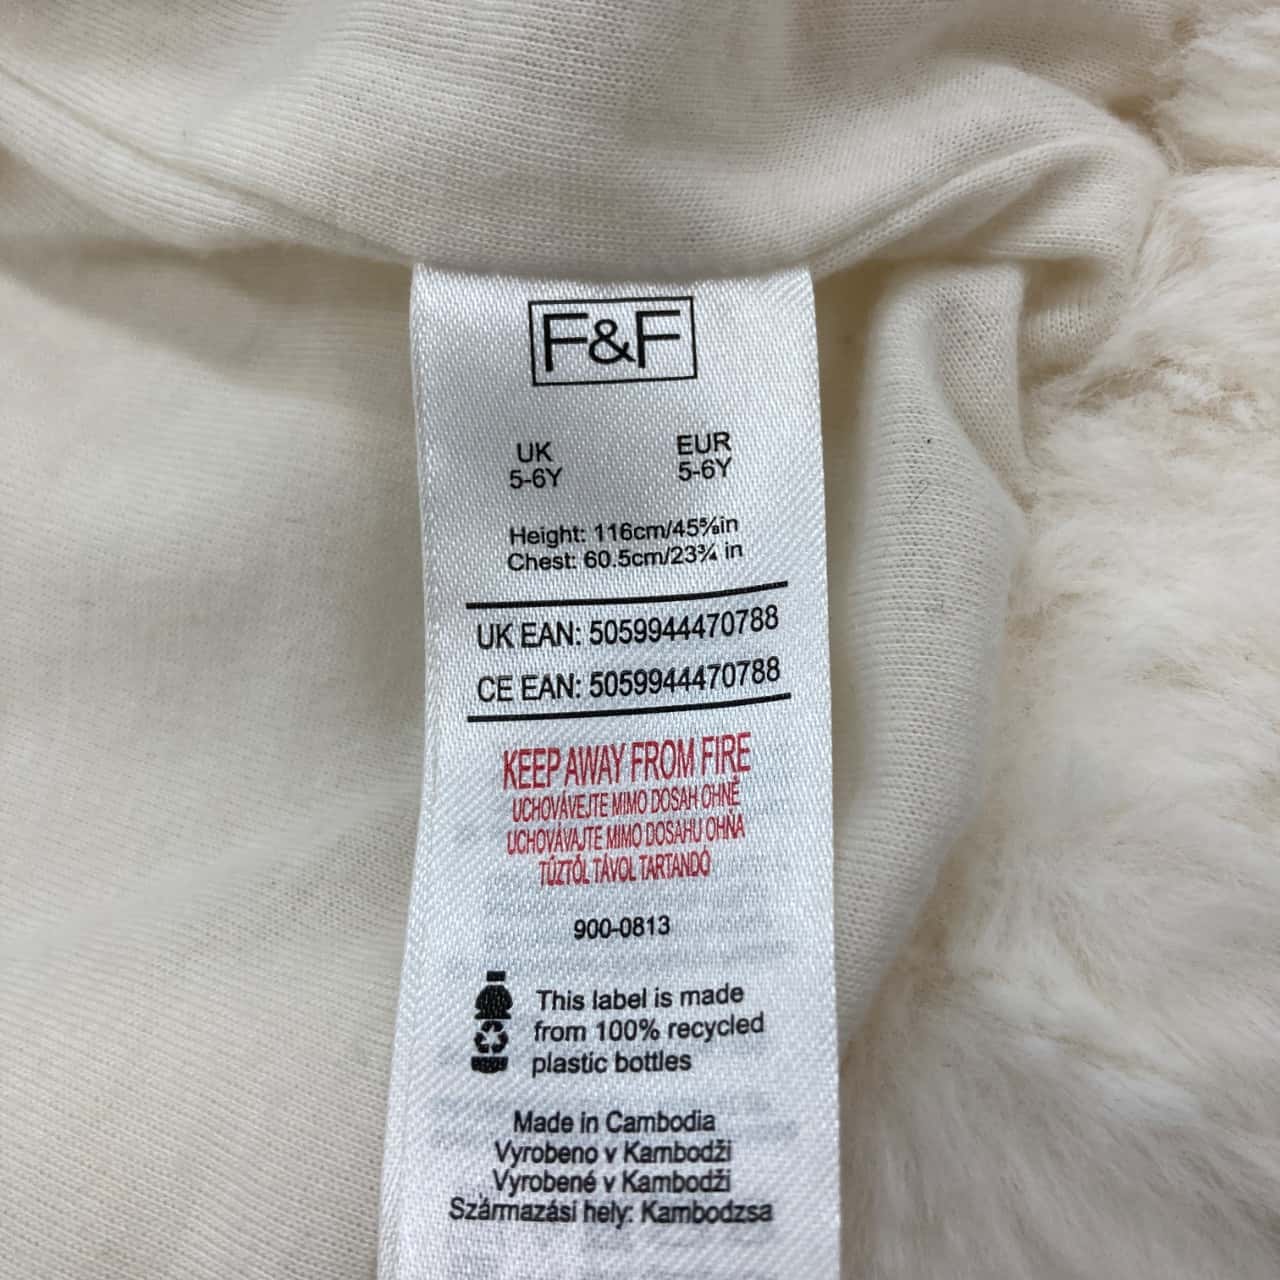 F&F
UK EUR
5-6Y 5-6Y
Height: 116cm/45⅝in
Chest: 60.5cm/23¾ in
UK EAN: 5059944470788
CE EAN: 5059944470788
KEEP AWAY FROM FIRE
UCHOVÁVEJTE MIMO DOSAH OHNĚ
UCHOVÁVAJTE MIMO DOSAHU OHŇA
TŰZTŐL TÁVOL TARTANDÓ
900-0813
This label is made
from 100% recycled
plastic bottles
Made in Cambodia
Vyrobeno v Kambodži
Vyrobené v Kambodži
Származási hely: Kambodzsa